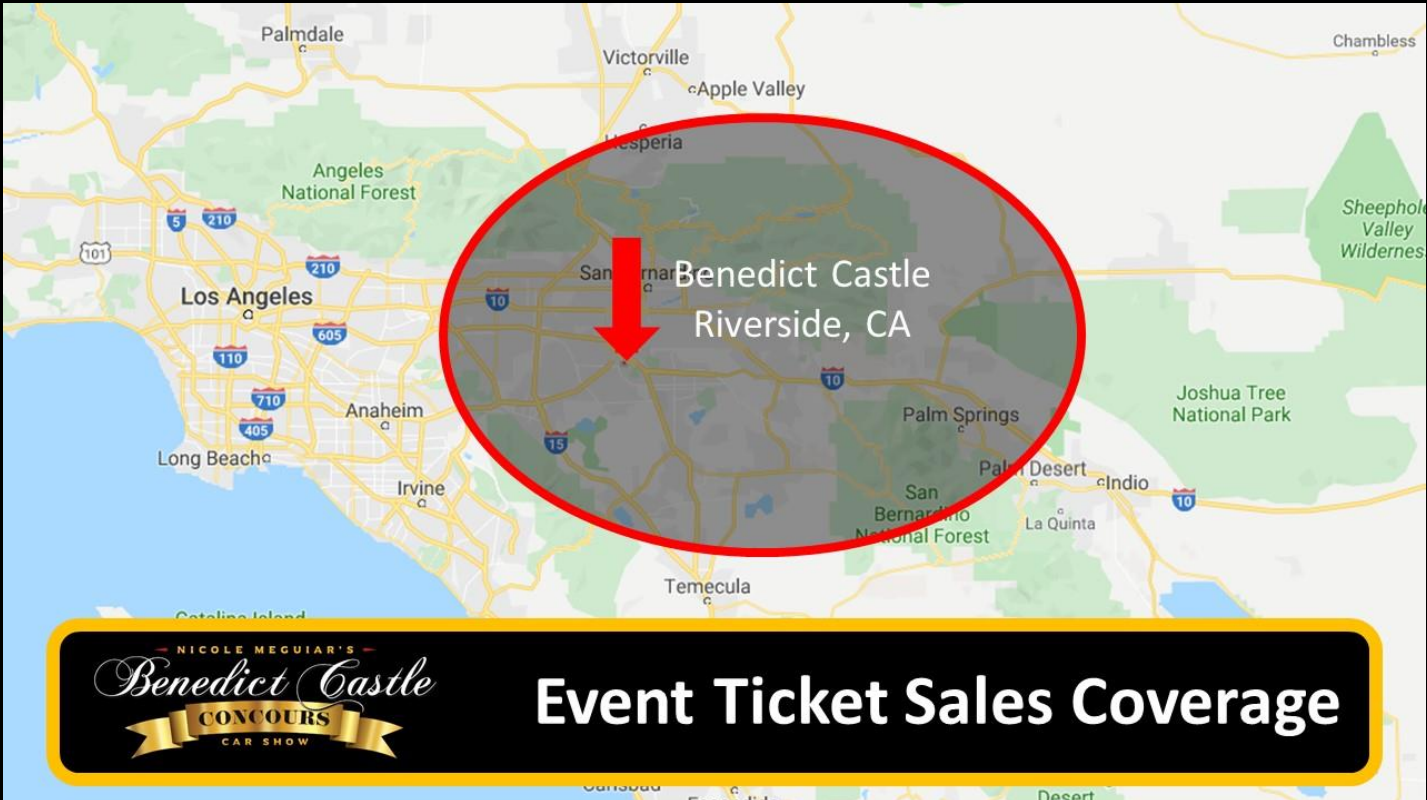 Palmdale
Victorville
Apple Valley
Chambless
Hesperia
Angeles
National Forest
Sheephole
Valley
Wilderness
5
210
101
210
San Bernardino
Benedict Castle
Riverside, CA
Los Angeles
10
605
110
10
710
405
Anaheim
Palm Springs
Joshua Tree
National Park
15
Long Beach
Irvine
Palm Desert
Indio
10
San
Bernardino
National Forest
La Quinta
Temecula
Catalina Island
NICOLE MEGUIAR'S
Benedict Castle
CONCOURS
CAR SHOW
Event Ticket Sales Coverage
Carlsbad
Escondido
Desert